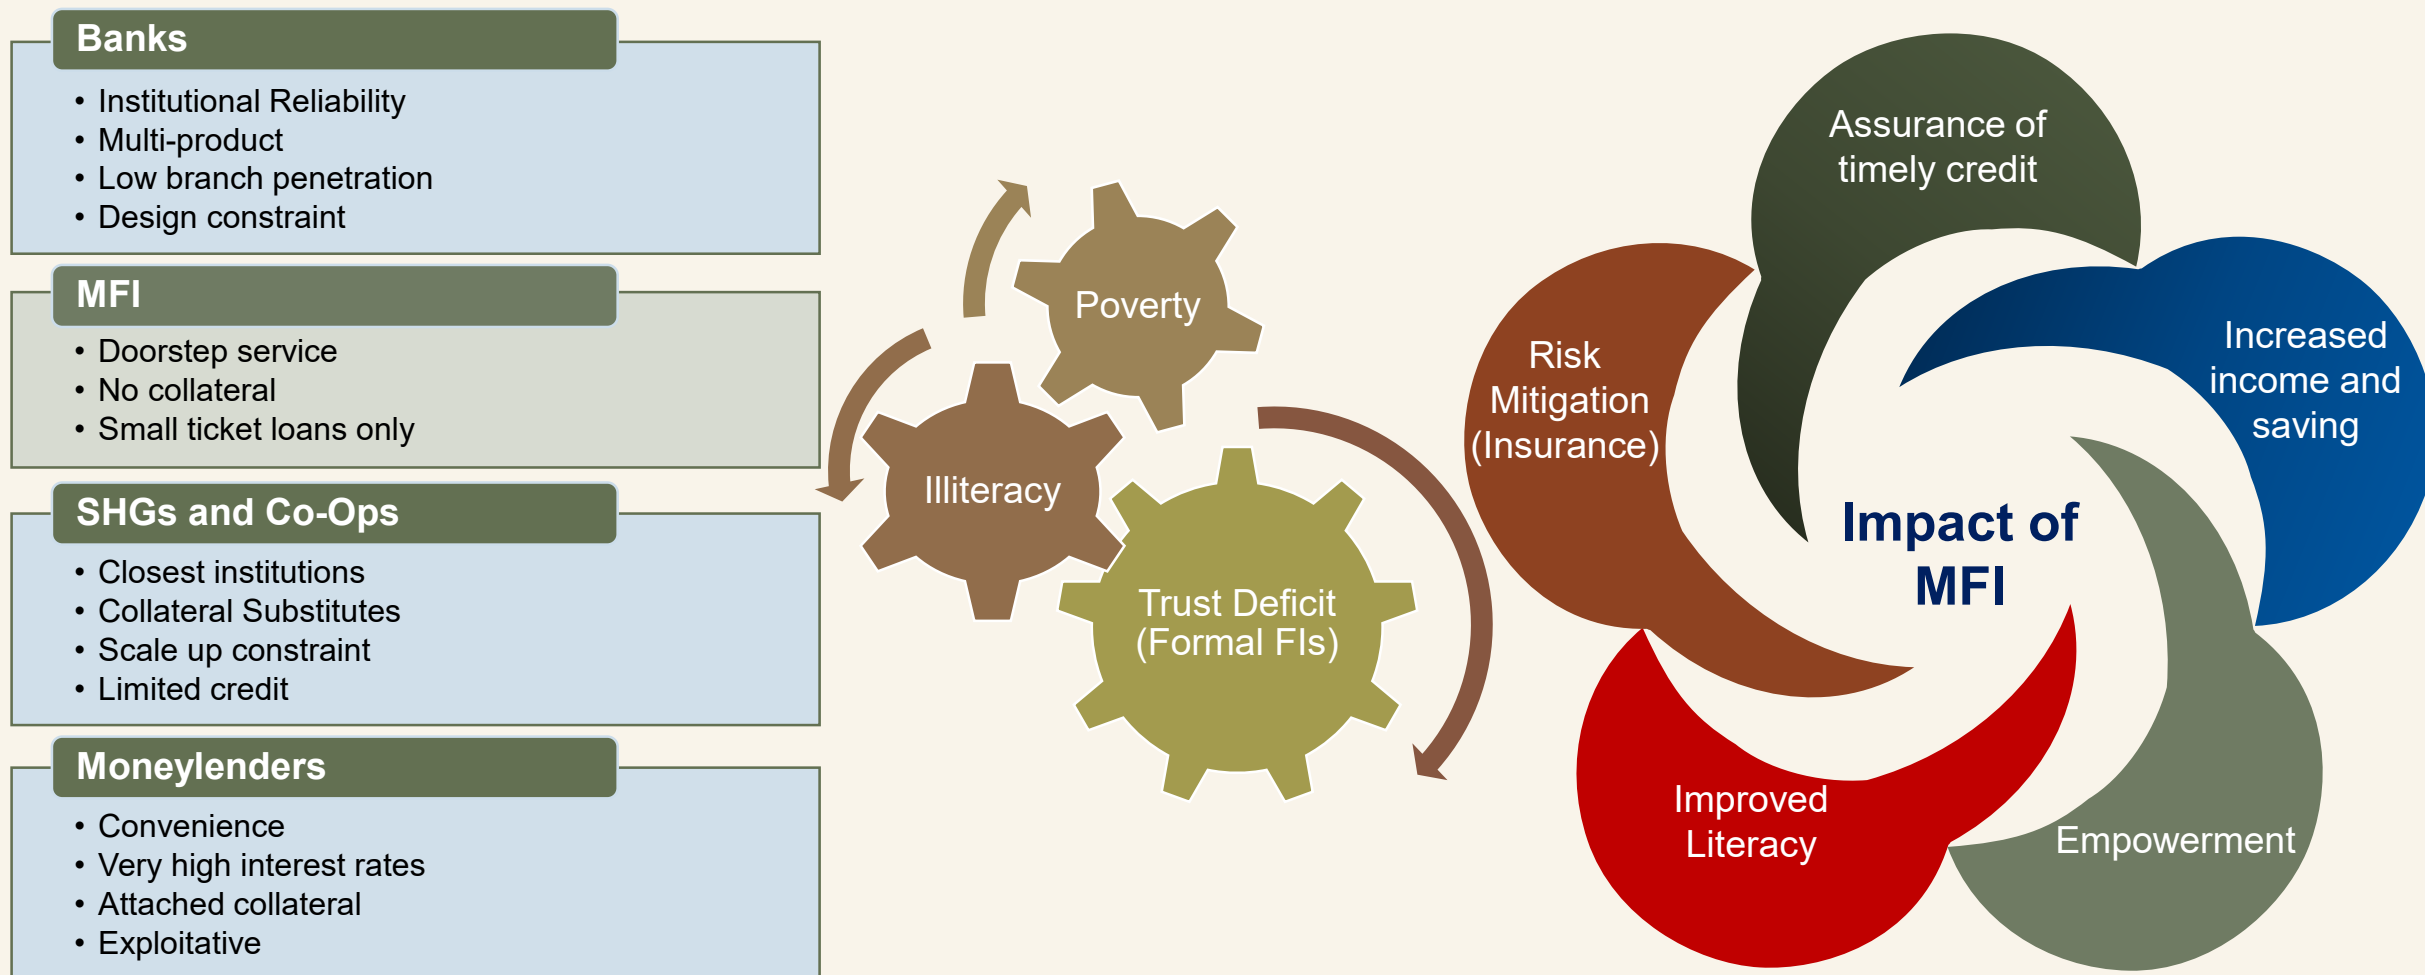 Banks
• Institutional Reliability
• Multi-product
• Low branch penetration
• Design constraint
MFI
• Doorstep service
• No collateral
• Small ticket loans only
SHGs and Co-Ops
• Closest institutions
• Collateral Substitutes
• Scale up constraint
• Limited credit
Moneylenders
• Convenience
• Very high interest rates
• Attached collateral
• Exploitative
Poverty
Illiteracy
Trust Deficit
(Formal FIs)
Assurance of
timely credit
Increased
income and
saving
Empowerment
Improved
Literacy
Risk
Mitigation
(Insurance)
Impact of
MFI